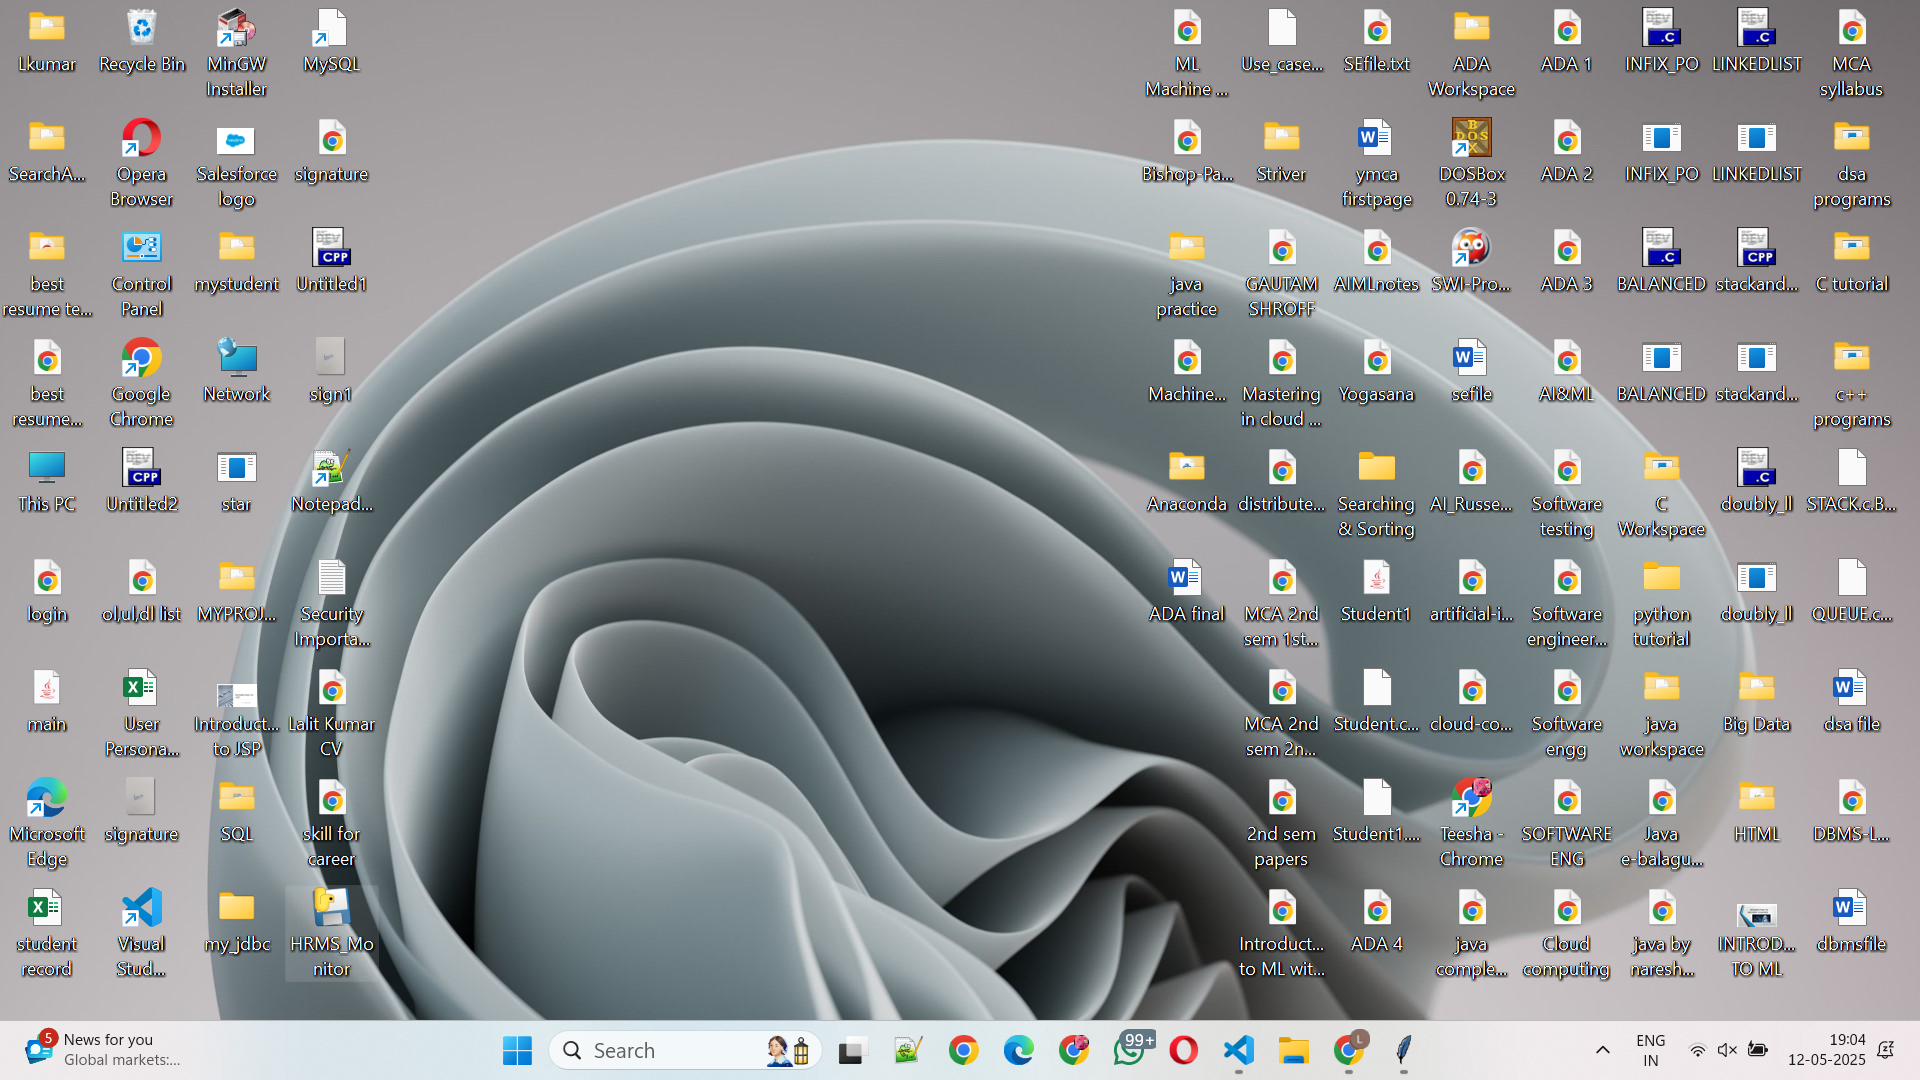 Lkumar
Recycle Bin
MinGW
Installer
MySQL
ML
Machine ...
Use_case...
SEfile.txt
ADA
Workspace
ADA 1
INFIX_PO
LINKEDLIST
MCA
syllabus
SearchA...
Opera
Browser
Salesforce
logo
signature
Bishop-Pa...
Striver
ymca
firstpage
DOSBox
0.74-3
ADA 2
INFIX_PO
LINKEDLIST
dsa
programs
best
resume te...
Control
Panel
mystudent
Untitled1
java
practice
GAUTAM
SHROFF
AIMLnotes
SWI-Pro...
ADA 3
BALANCED
stackand...
C tutorial
best
resume...
Google
Chrome
Network
sign1
Machine...
Mastering
in cloud ...
Yogasana
sefile
AI&ML
BALANCED
stackand...
c++
programs
This PC
Untitled2
star
Notepad...
Anaconda
distribute...
Searching
& Sorting
AI_Russe...
Software
testing
C
Workspace
doubly_ll
STACK.c.B...
login
ol,ul,dl list
MYPROJ...
Security
Importa...
ADA final
MCA 2nd
sem 1st...
Student1
artificial-i...
Software
engineer...
python
tutorial
doubly_ll
QUEUE.c...
main
User
Persona...
Introduct...
to JSP
Lalit Kumar
CV
MCA 2nd
sem 2n...
Student.c...
cloud-co...
Software
engg
java
workspace
Big Data
dsa file
Microsoft
Edge
signature
SQL
skill for
career
2nd sem
papers
Student1....
Teesha -
Chrome
SOFTWARE
ENG
Java
e-balagu...
HTML
DBMS-L...
student
record
Visual
Stud...
my_jdbc
HRMS_Mo
nitor
Introduct...
to ML wit...
ADA 4
java
comple...
Cloud
computing
java by
naresh...
INTROD...
TO ML
dbmsfile
5
News for you
Global markets:...
Search
99+
L
ENG
IN
19:04
12-05-2025